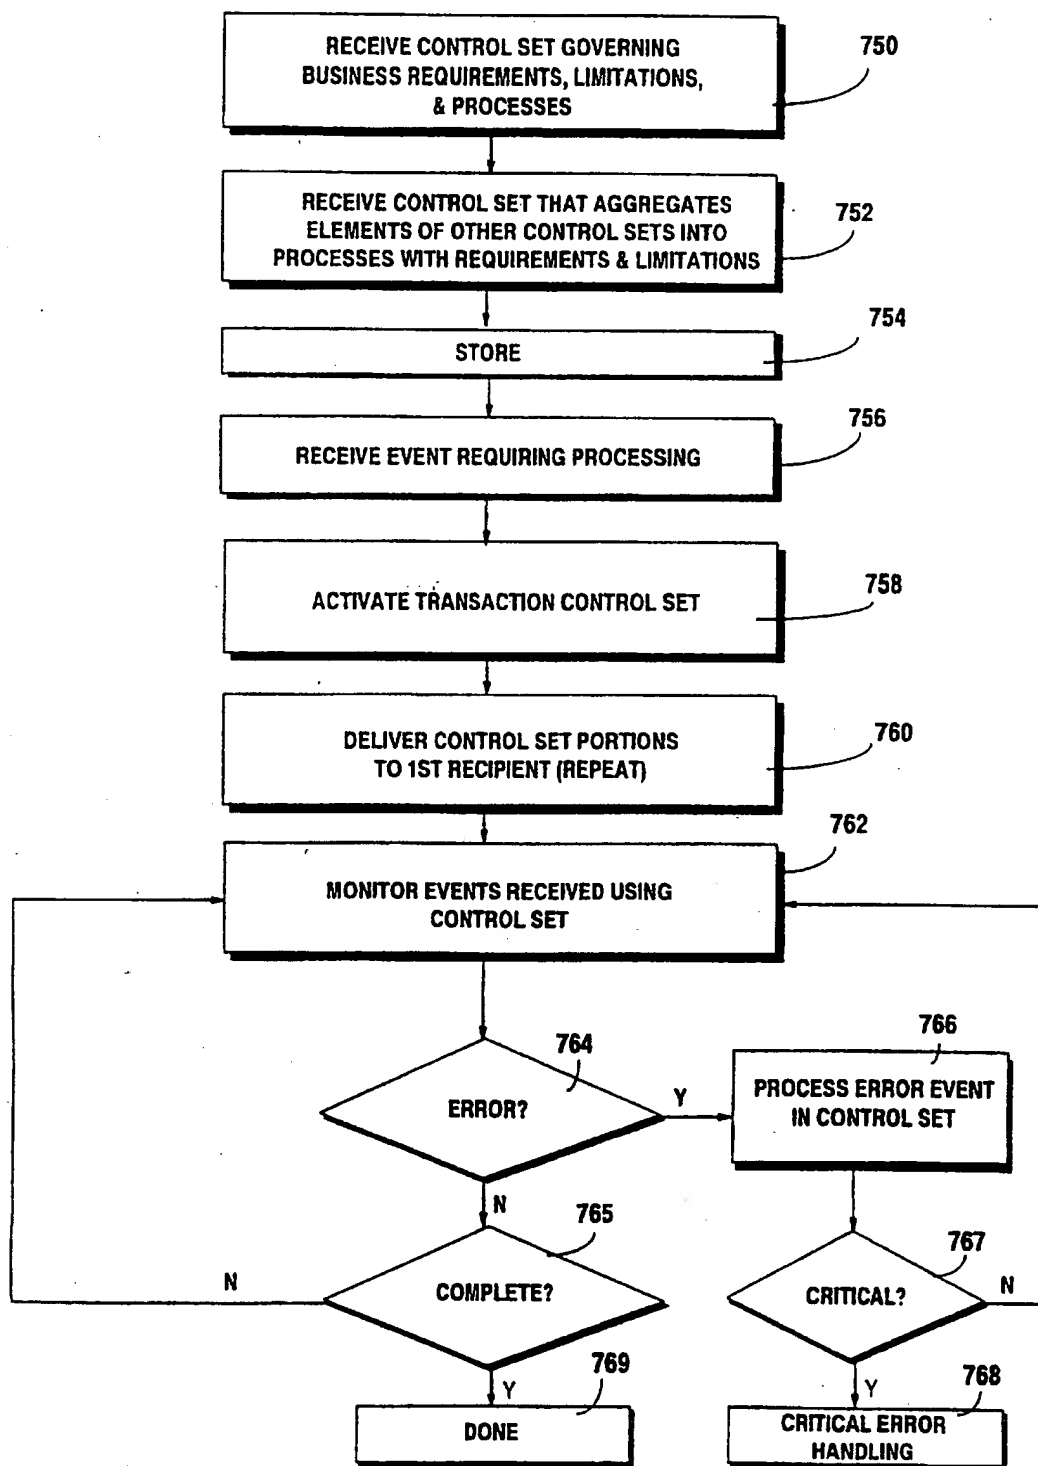 RECEIVE CONTROL SET GOVERNING
BUSINESS REQUIREMENTS, LIMITATIONS,
& PROCESSES
750
RECEIVE CONTROL SET THAT AGGREGATES
ELEMENTS OF OTHER CONTROL SETS INTO
PROCESSES WITH REQUIREMENTS & LIMITATIONS
752
STORE
754
RECEIVE EVENT REQUIRING PROCESSING
756
ACTIVATE TRANSACTION CONTROL SET
758
DELIVER CONTROL SET PORTIONS
TO 1ST RECIPIENT (REPEAT)
760
MONITOR EVENTS RECEIVED USING
CONTROL SET
762
ERROR?
764
Y
PROCESS ERROR EVENT
IN CONTROL SET
766
N
COMPLETE?
765
N
CRITICAL?
767
N
Y
DONE
769
Y
CRITICAL ERROR
HANDLING
768